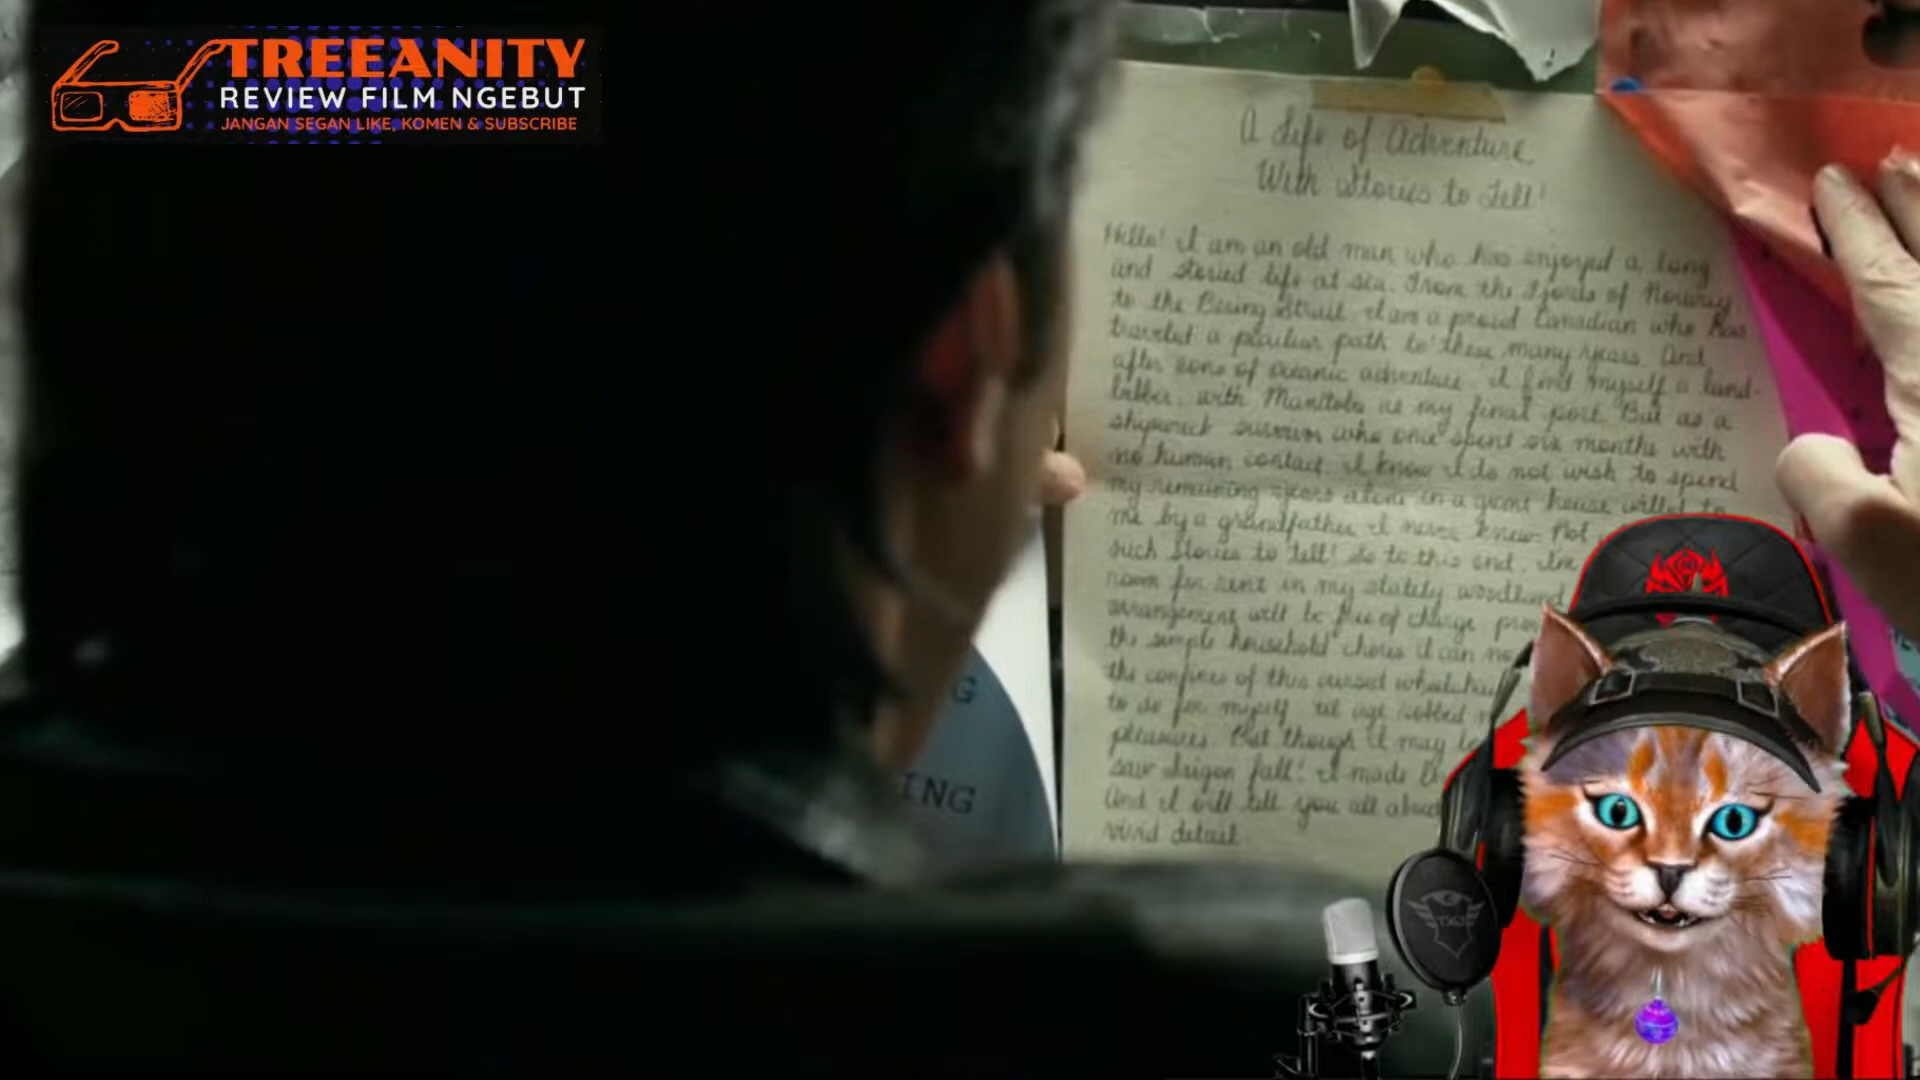 TREEANITY
REVIEW FILM NGEBUT
JANGAN SEGAN LIKE, KOMEN & SUBSCRIBE
A Life of Adventure
With Stories to Tell!
Hello! I am an old man who has enjoyed a long
and storied life at sea. From the Fjords of Norway
to the Bering Strait. I am a proud Canadian who has
traveled a path to these many years. And
after eons of oceanic adventure, I find myself a land-
lubber, with Manitoba as my final port. But as a
shipwreck survivor who once spent six months with
no human contact, I know I do not wish to spend
my remaining years alone in a giant house willed to
me by a grandfather I never knew. Not
such stories to tell! So to this end, I
room for rent in my stately woodland
arrangement will be free of charge
the simple household chores I can no
the confines of this cursed
to do for myself 'til age robbed
pleasures. But though I may
saw Saigon fall! I made
And I will tell you all about
vivid detail.
G
ING